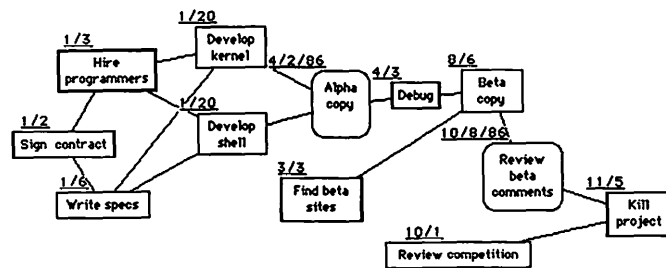 1/20
Develop
kernel
1/3
Hire
programmers
4/2/86
Alpha
copy
4/3
Debug
8/6
Beta
copy
1/20
Develop
shell
1/2
Sign contract
10/8/86
Review
beta
comments
1/6
Write specs
3/3
Find beta
sites
11/5
Kill
project
10/1
Review competition